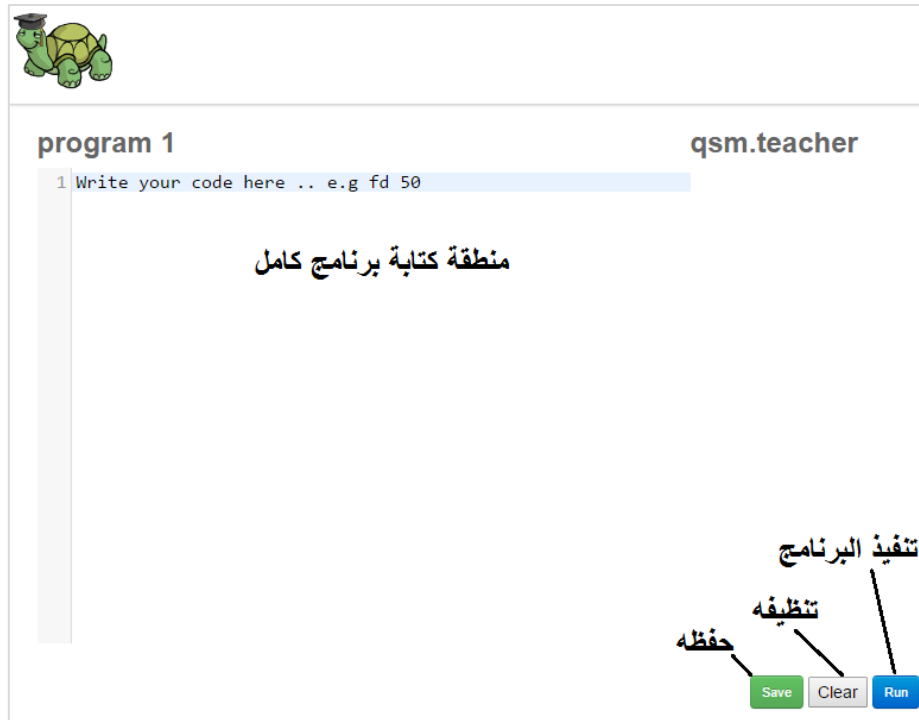 program 1
qsm.teacher
1 Write your code here .. e.g fd 50
منطقة كتابة برنامج كامل
تنفيذ البرنامج
تنظيفه
حفظه
Save Clear Run